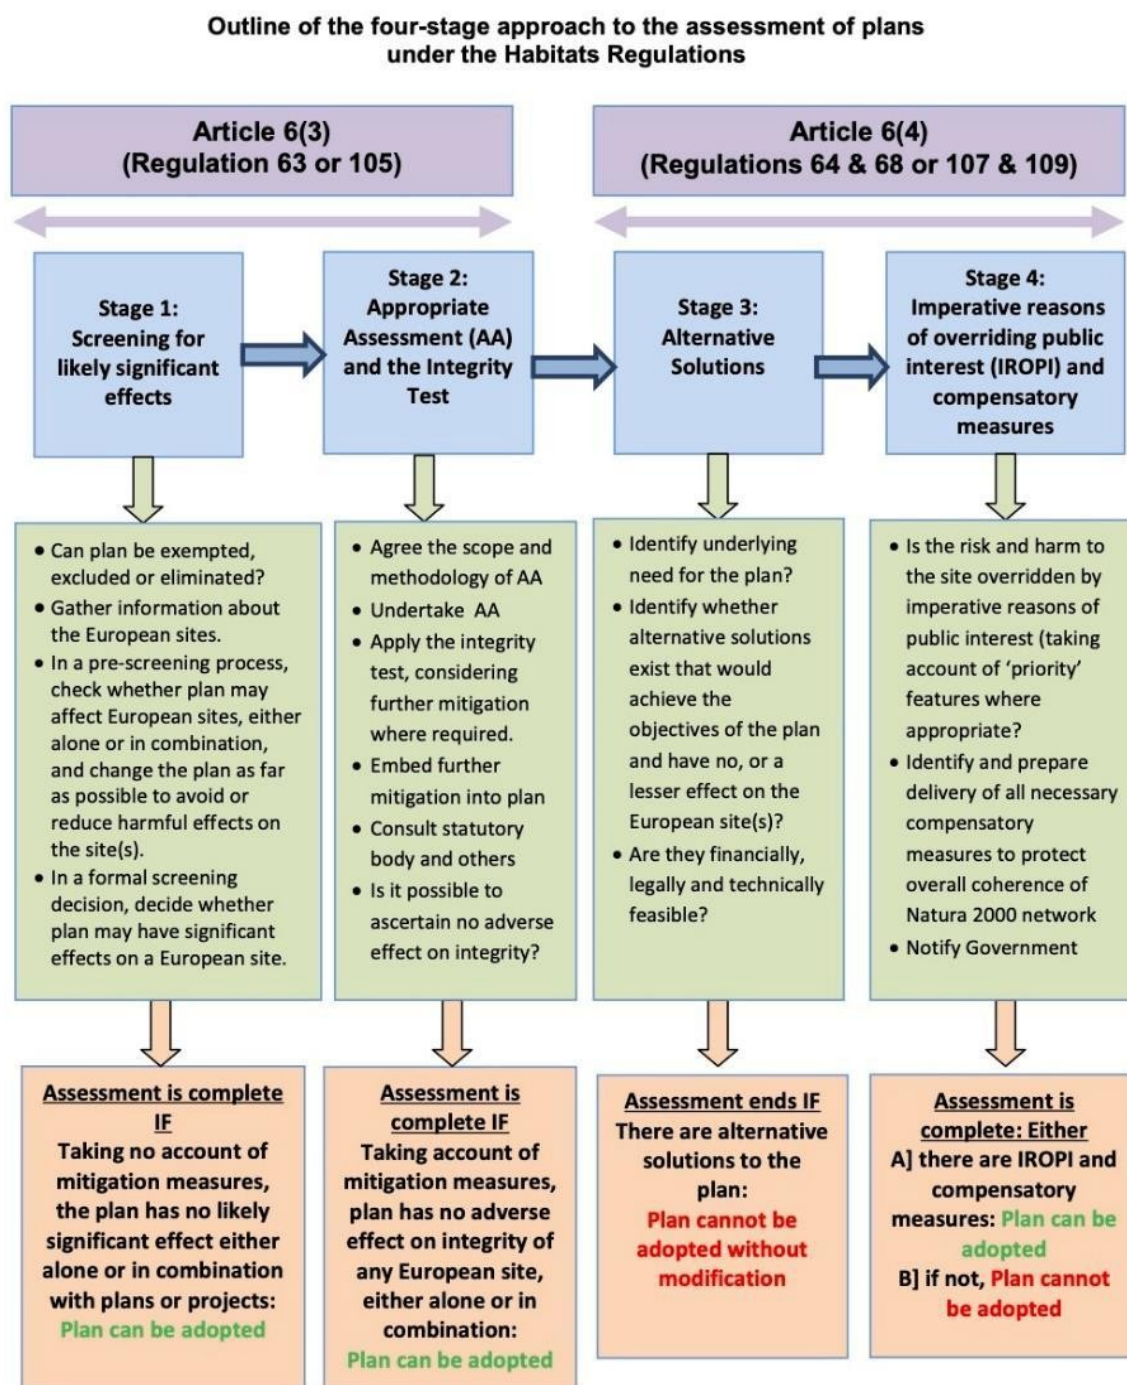 Outline of the four-stage approach to the assessment of plans
under the Habitats Regulations
Article 6(3)
(Regulation 63 or 105)
Article 6(4)
(Regulations 64 & 68 or 107 & 109)
Stage 1:
Screening for
likely significant
effects
Stage 2:
Appropriate
Assessment (AA)
and the Integrity
Test
Stage 3:
Alternative
Solutions
Stage 4:
Imperative reasons
of overriding public
interest (IROPI) and
compensatory
measures
• Can plan be exempted,
excluded or eliminated?
• Gather information about
the European sites.
• In a pre-screening process,
check whether plan may
affect European sites, either
alone or in combination,
and change the plan as far
as possible to avoid or
reduce harmful effects on
the site(s).
• In a formal screening
decision, decide whether
plan may have significant
effects on a European site.
• Agree the scope and
methodology of AA
• Undertake AA
• Apply the integrity
test, considering
further mitigation
where required.
• Embed further
mitigation into plan
• Consult statutory
body and others
• Is it possible to
ascertain no adverse
effect on integrity?
• Identify underlying
need for the plan?
• Identify whether
alternative solutions
exist that would
achieve the
objectives of the plan
and have no, or a
lesser effect on the
European site(s)?
• Are they financially,
legally and technically
feasible?
• Is the risk and harm to
the site overridden by
imperative reasons of
public interest (taking
account of ‘priority’
features where
appropriate?
• Identify and prepare
delivery of all necessary
compensatory
measures to protect
overall coherence of
Natura 2000 network
• Notify Government
Assessment is complete
IF
Taking no account of
mitigation measures,
the plan has no likely
significant effect either
alone or in combination
with plans or projects:
Plan can be adopted
Assessment is
complete IF
Taking account of
mitigation measures,
plan has no adverse
effect on integrity of
any European site,
either alone or in
combination:
Plan can be adopted
Assessment ends IF
There are alternative
solutions to the
plan:
Plan cannot be
adopted without
modification
Assessment is
complete: Either
A] there are IROPI and
compensatory
measures: Plan can be
adopted
B] if not, Plan cannot
be adopted